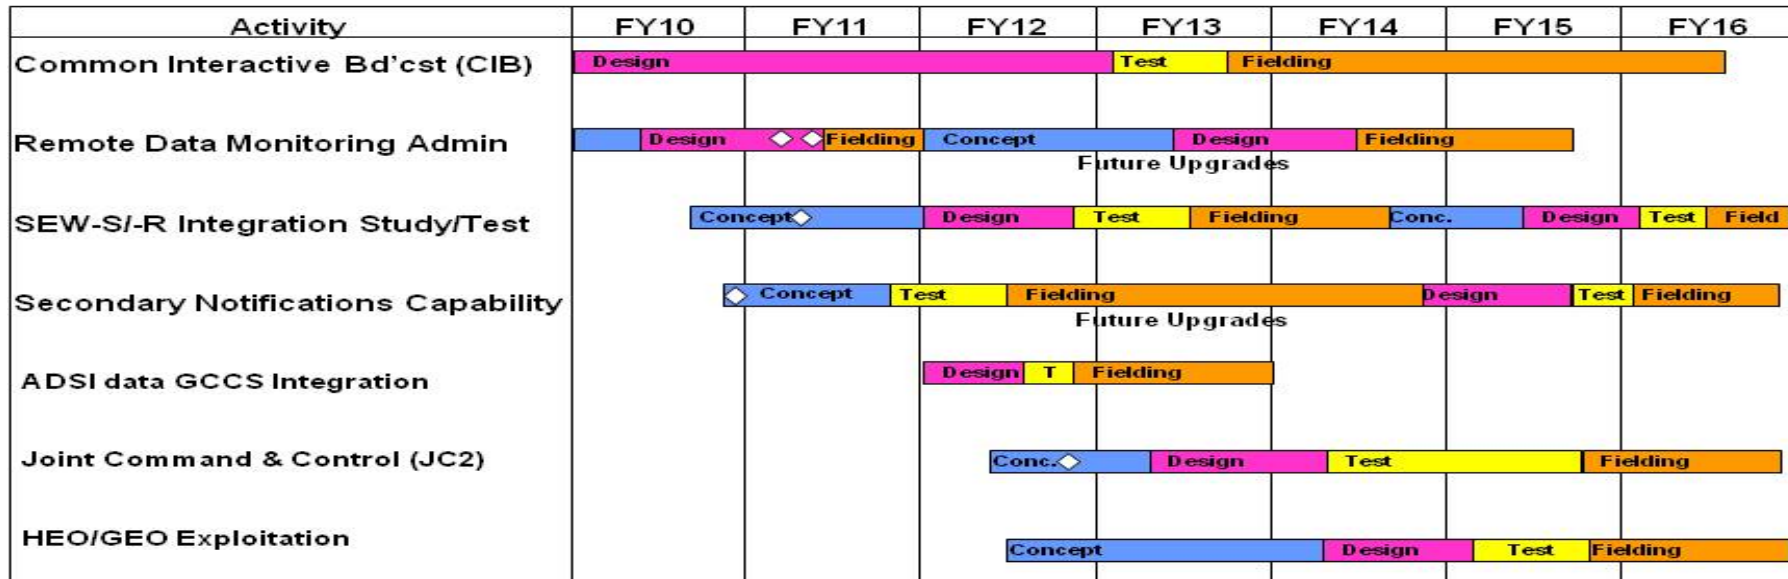 Activity FY10 FY11 FY12 FY13 FY14 FY15 FY16
Common Interactive Bd'cst (CIB) Design Test Fielding
Remote Data Monitoring Admin Design Fielding Concept Design Fielding
Future Upgrades
SEW-S/-R Integration Study/Test Concept Design Test Fielding Conc. Design Test Field
Secondary Notifications Capability Concept Test Fielding Design Test Fielding
Future Upgrades
ADSI data GCCS Integration Design T Fielding
Joint Command & Control (JC2) Conc. Design Test Fielding
HEO/GEO Exploitation Concept Design Test Fielding